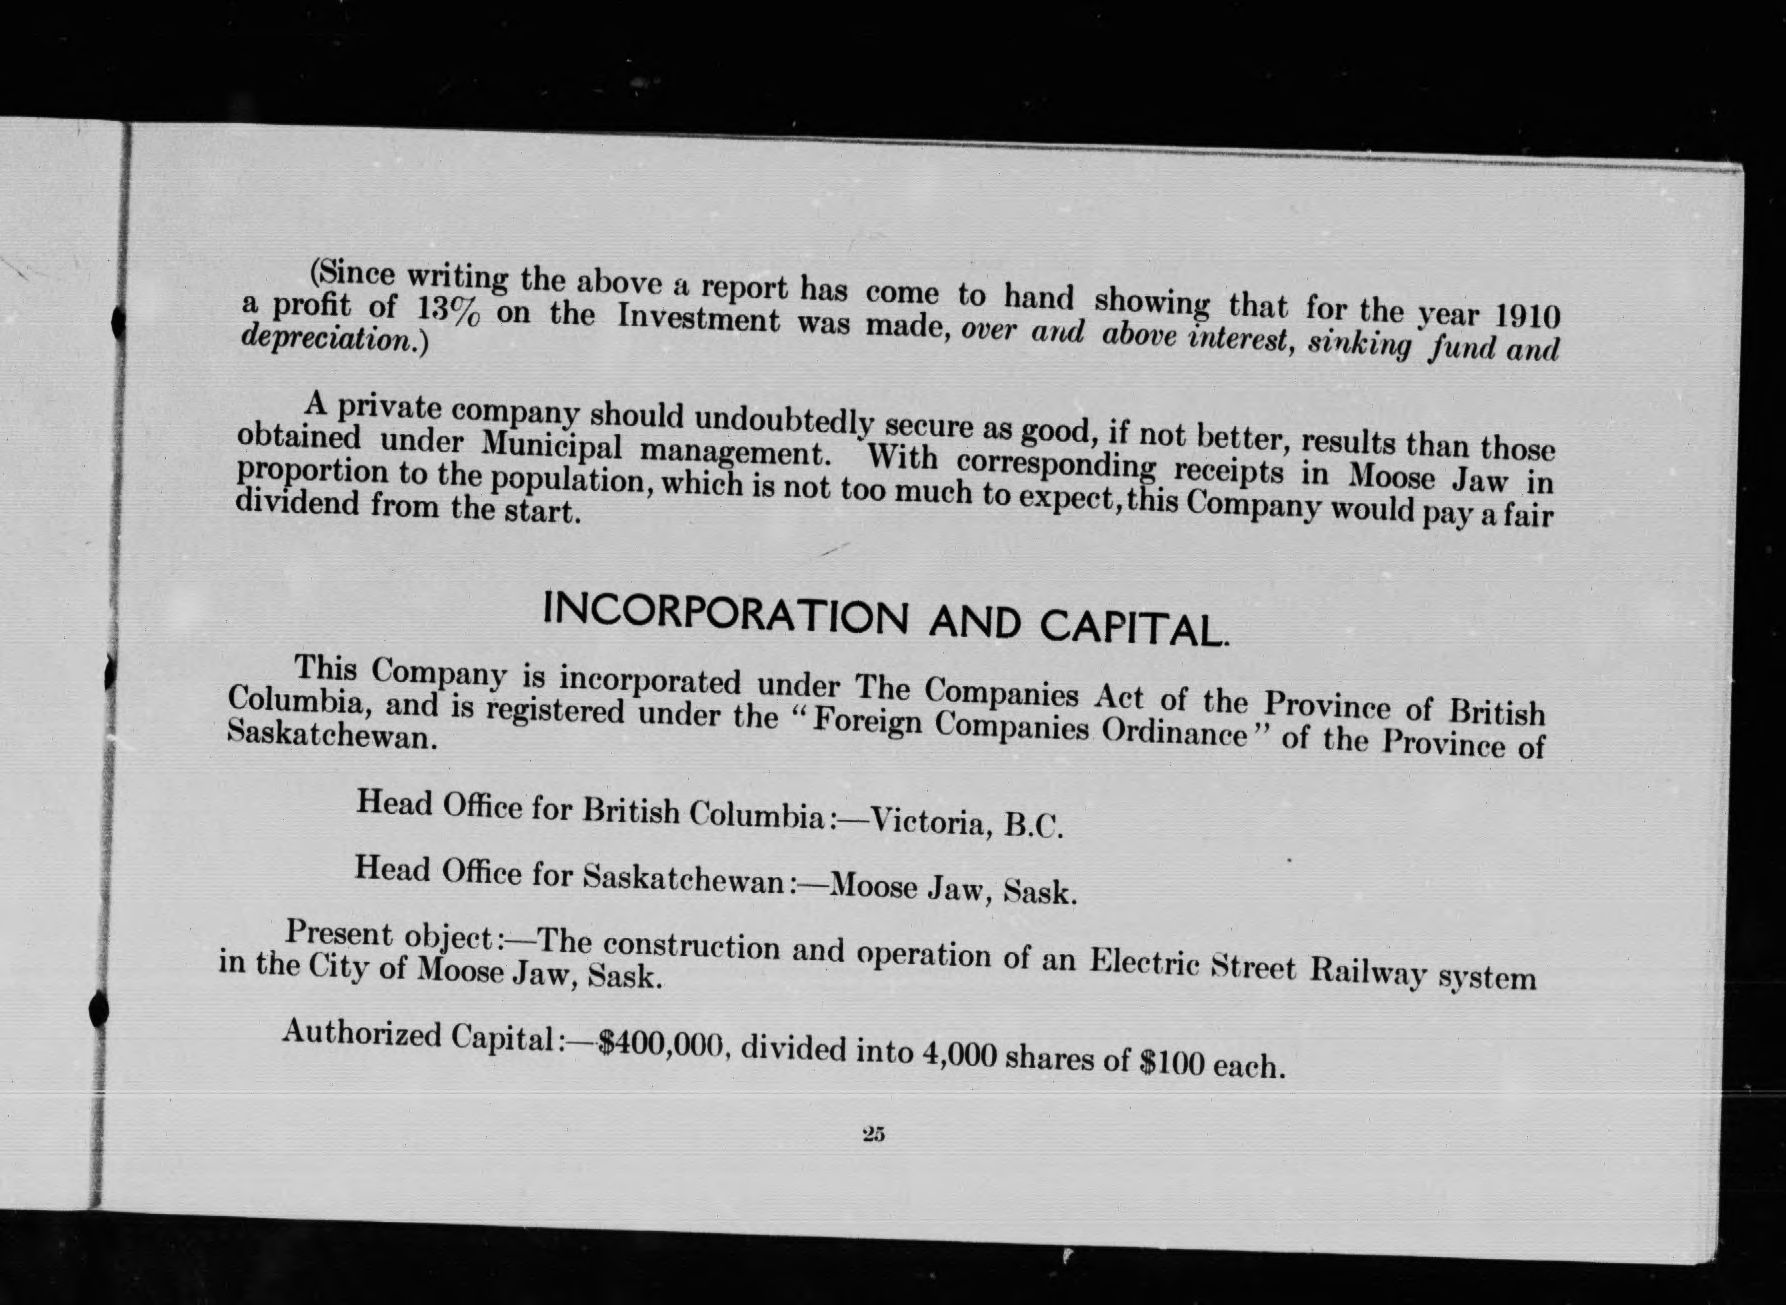 (Since writing the above a report has come to hand showing that for the year 1910
a profit of 13% on the Investment was made, over and above interest, sinking fund and
depreciation.)
A private company should undoubtedly secure as good, if not better, results than those
obtained under Municipal management. With corresponding receipts in Moose Jaw in
proportion to the population, which is not too much to expect, this Company would pay a fair
dividend from the start.
INCORPORATION AND CAPITAL.
This Company is incorporated under The Companies Act of the Province of British
Columbia, and is registered under the “Foreign Companies Ordinance” of the Province of
Saskatchewan.
Head Office for British Columbia:—Victoria, B.C.
Head Office for Saskatchewan:—Moose Jaw, Sask.
Present object:—The construction and operation of an Electric Street Railway system
in the City of Moose Jaw, Sask.
Authorized Capital:—$400,000, divided into 4,000 shares of $100 each.
25